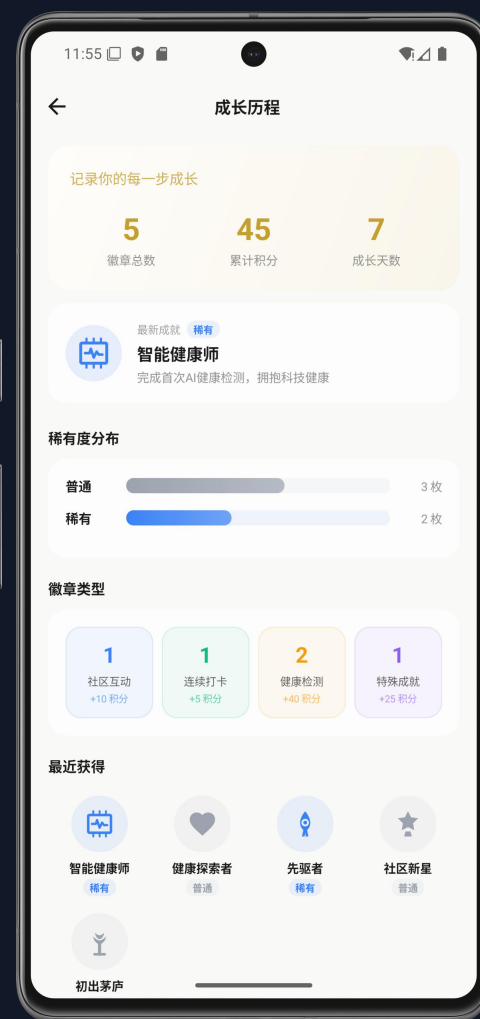 11:55
成长历程
记录你的每一步成长
5 45 7
徽章总数 累计积分 成长天数
最新成就 稀有
智能健康师
完成首次AI健康检测，拥抱科技健康
稀有度分布
普通 3 枚
稀有 2 枚
徽章类型
1 1 2 1
社区互动 连续打卡 健康检测 特殊成就
+10 积分 +5 积分 +40 积分 +25 积分
最近获得
智能健康师 健康探索者 先驱者 社区新星
稀有 普通 稀有 普通
初出茅庐